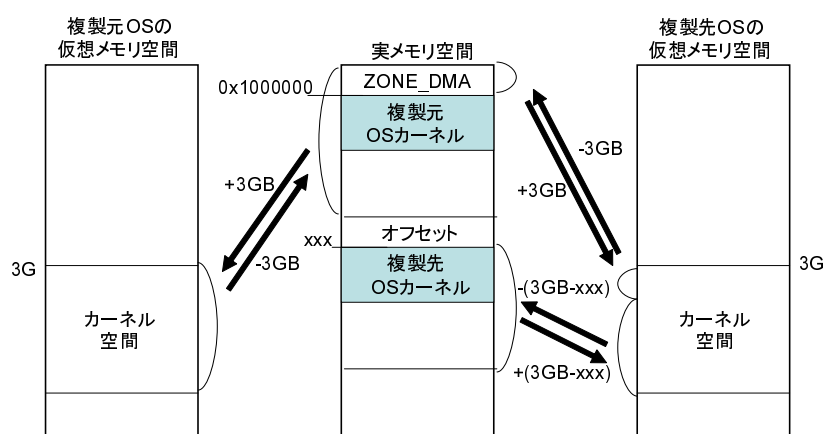 複製元OSの
仮想メモリ空間
実メモリ空間
複製先OSの
仮想メモリ空間
0x1000000
ZONE_DMA
複製元
OSカーネル
+3GB
-3GB
-3GB
+3GB
xxx
オフセット
複製先
OSカーネル
3G
3G
-(3GB-xxx)
+(3GB-xxx)
カーネル
空間
カーネル
空間